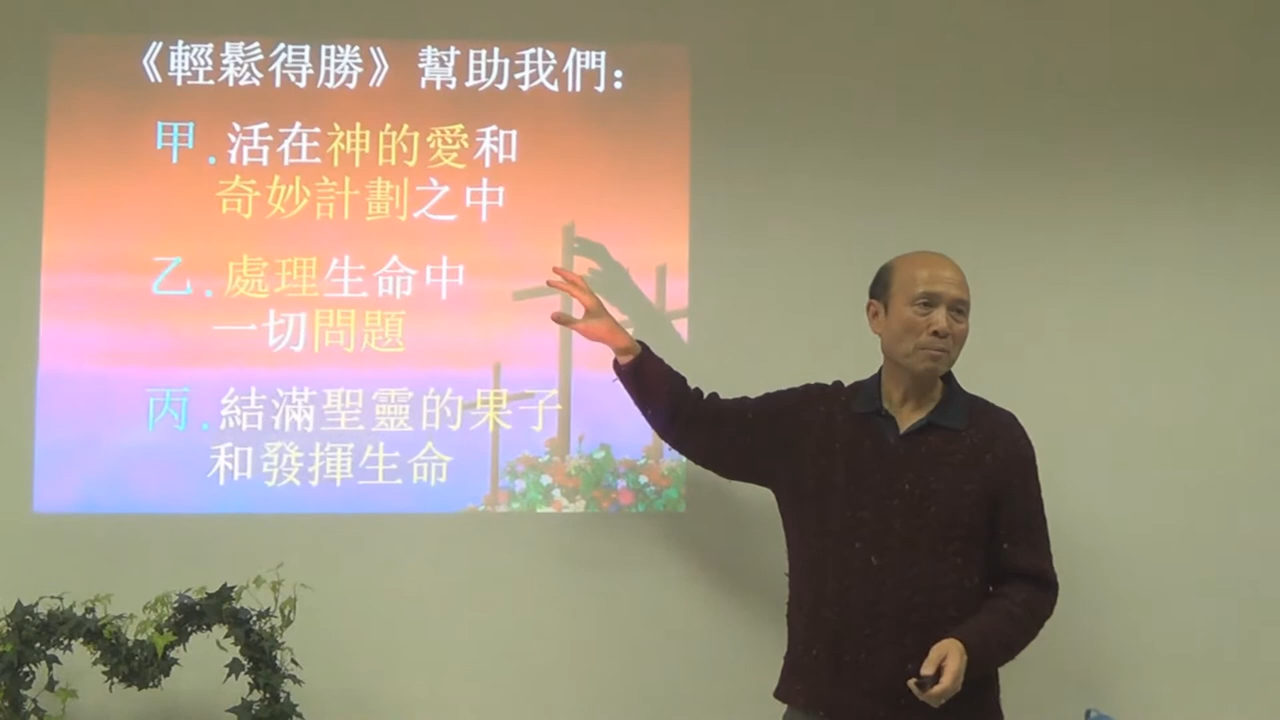 《輕鬆得勝》幫助我們：
甲.活在神的愛和
奇妙計劃之中
乙.處理生命中
一切問題
丙.結滿聖靈的果子
和發揮生命